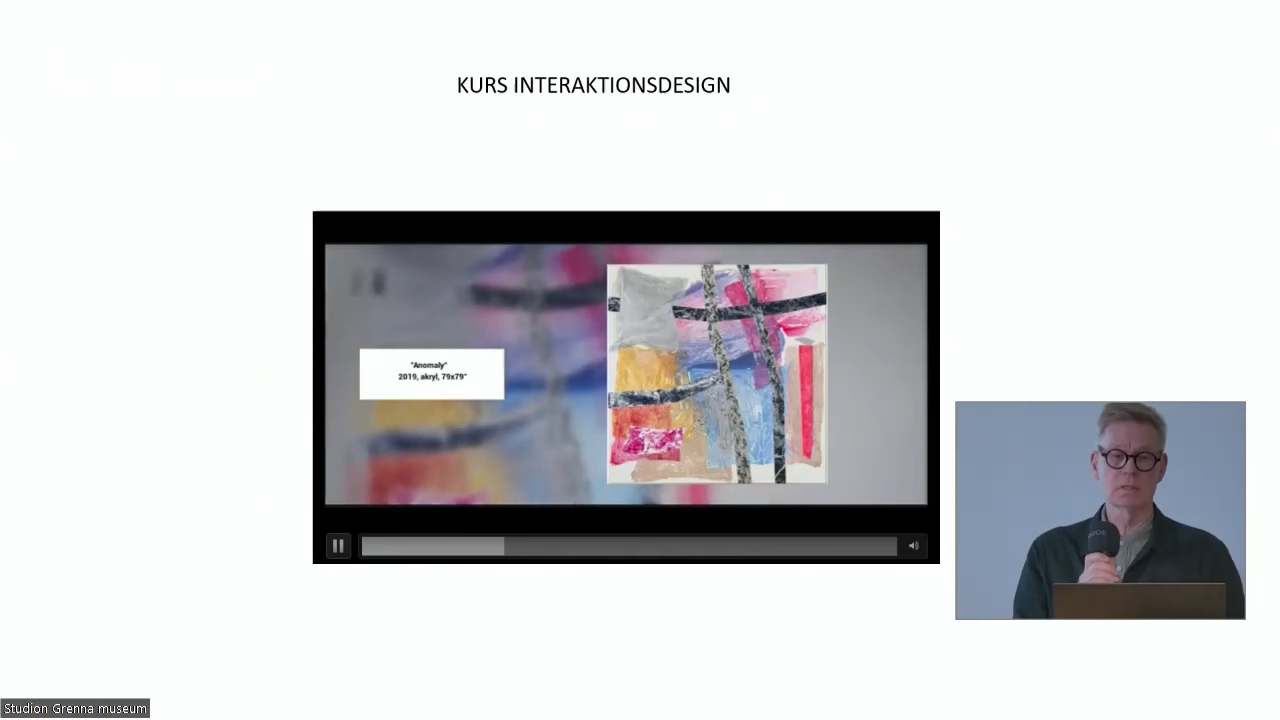 KURS INTERAKTIONSDESIGN
"Anomaly"
2019, akryl, 79x79"
Studion Grenna museum